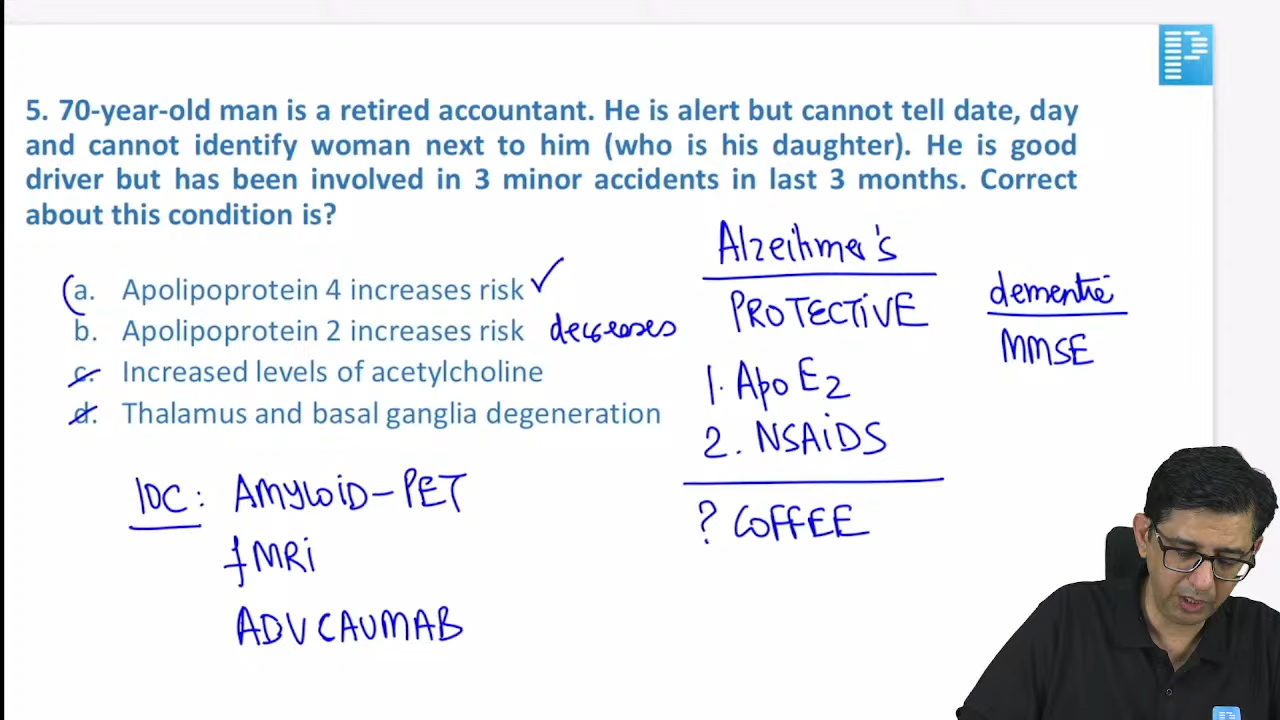 5. 70-year-old man is a retired accountant. He is alert but cannot tell date, day
and cannot identify woman next to him (who is his daughter). He is good
driver but has been involved in 3 minor accidents in last 3 months. Correct
about this condition is?
(a. Apolipoprotein 4 increases risk ✓
b. Apolipoprotein 2 increases risk decreases
c. Increased levels of acetylcholine
d. Thalamus and basal ganglia degeneration
Alzeihmer's
PROTECTIVE
1. Apo E2
2. NSAIDS
? COFFEE
dementia
MMSE
IOC: AMYLOID-PET
fMRI
ADVCAUMAB